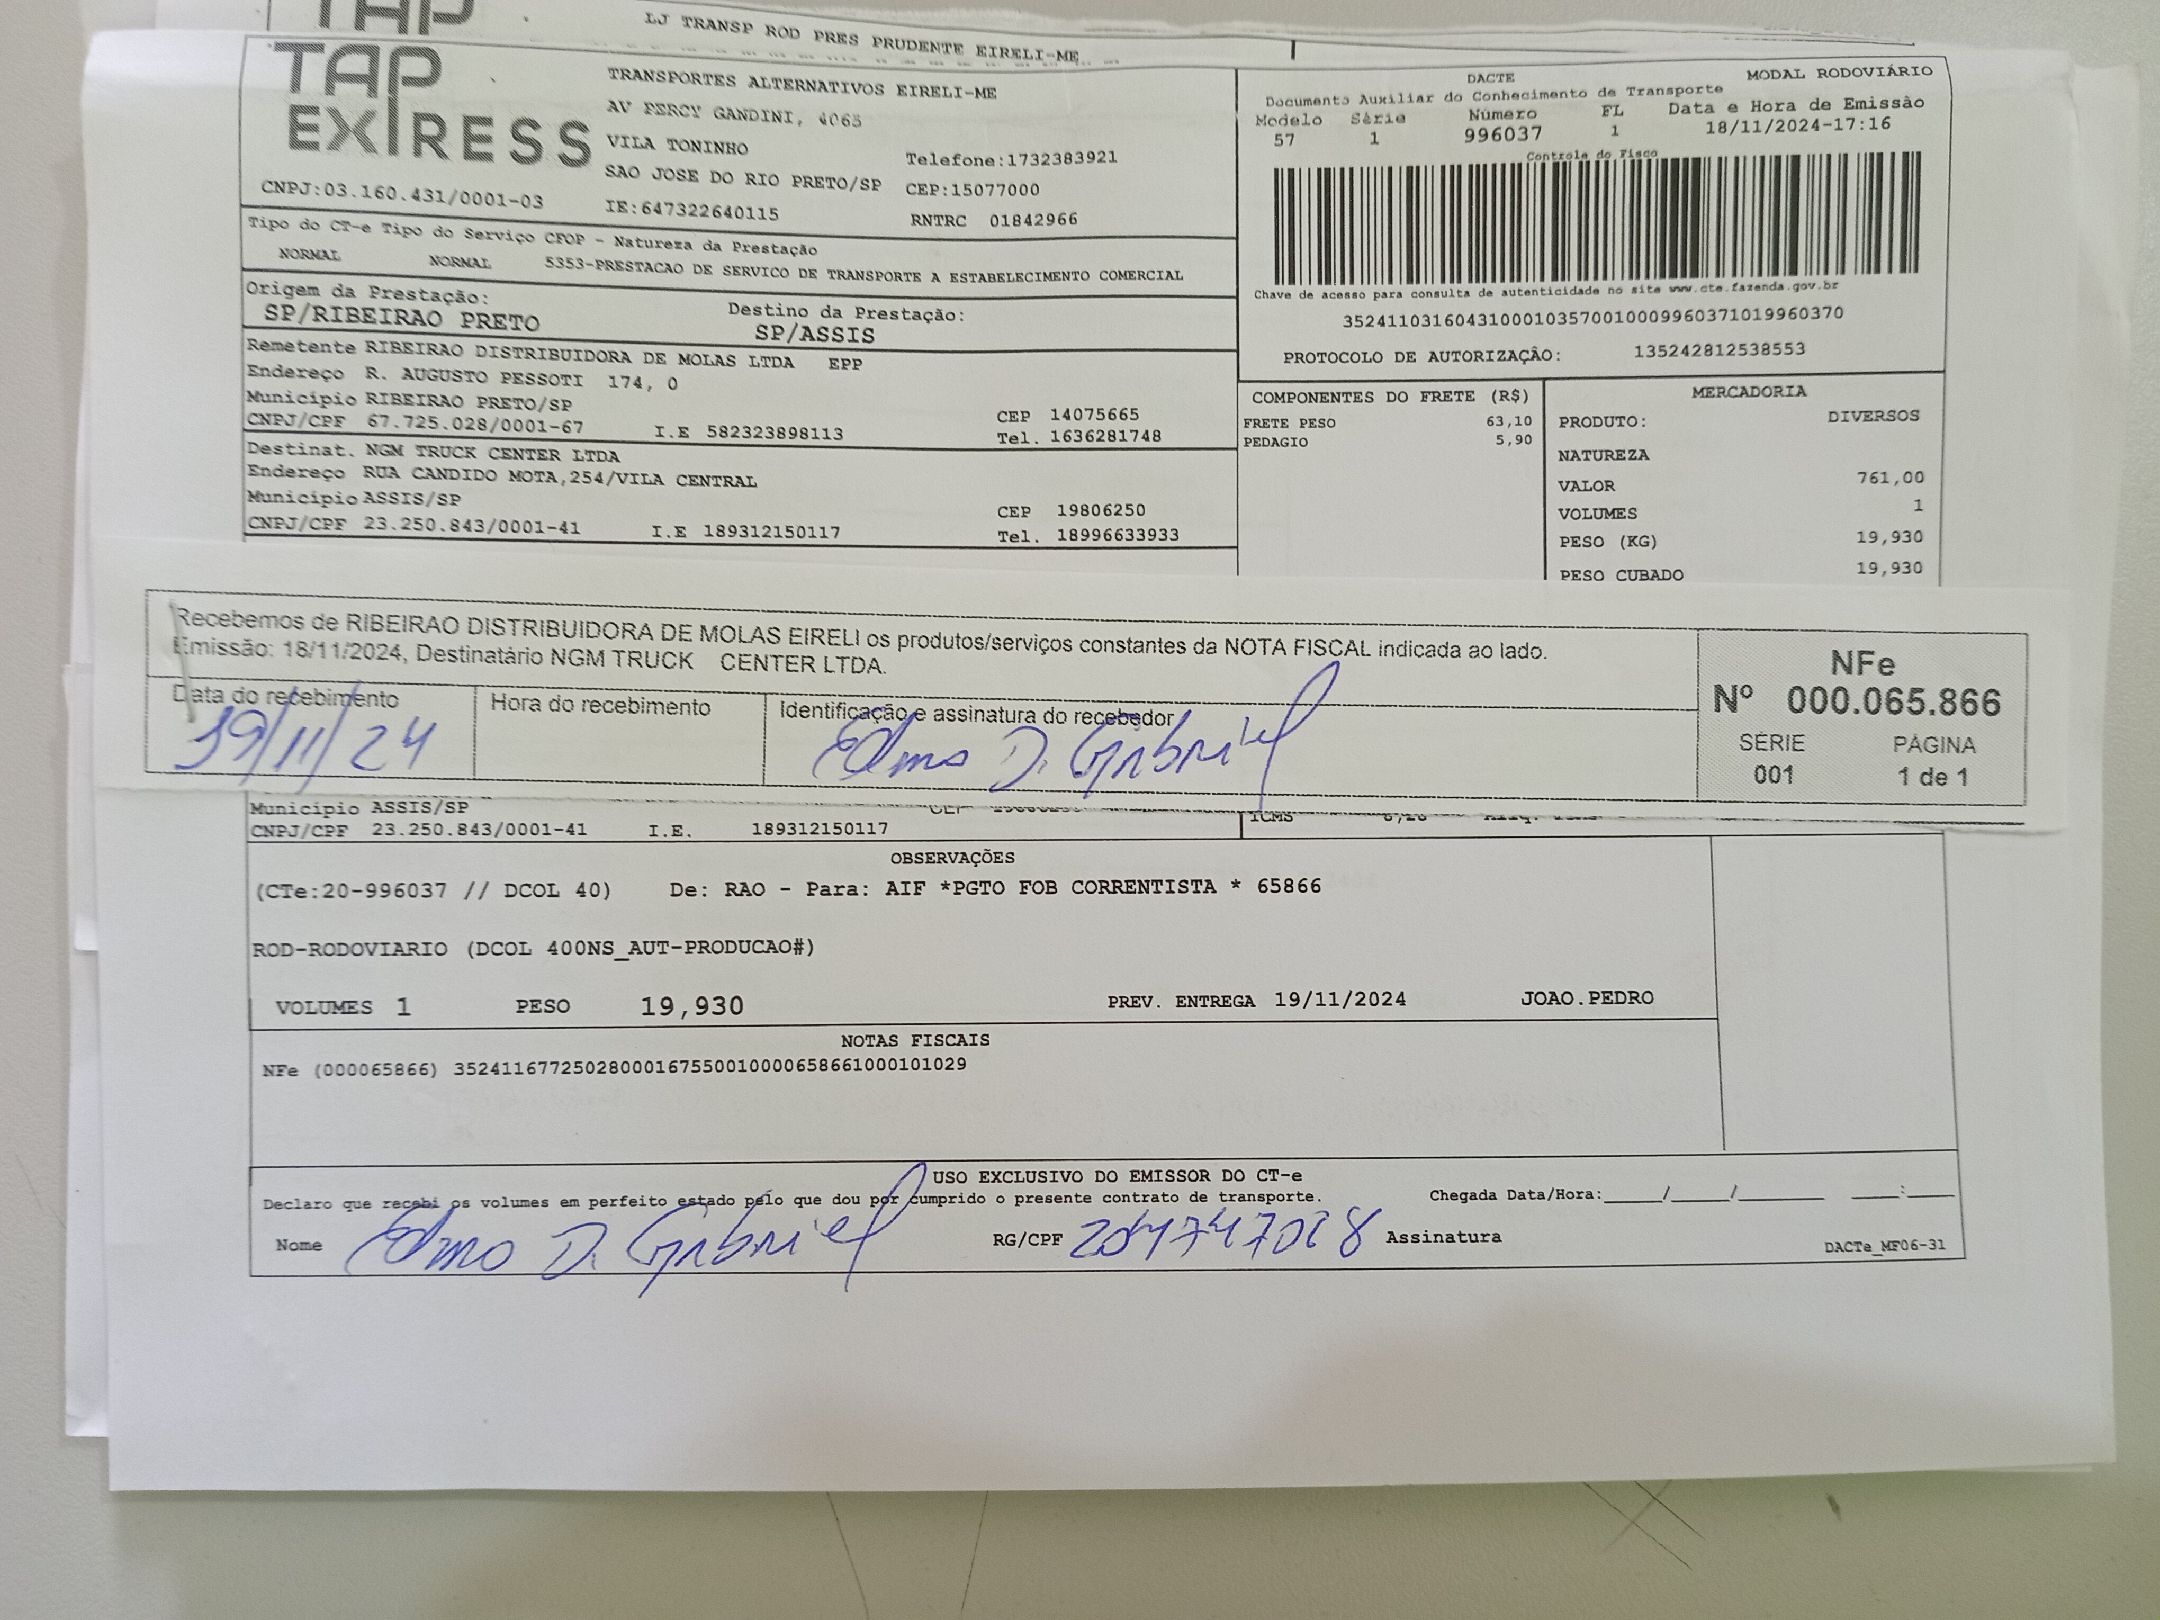 TAP
LJ TRANSP ROD PRES PRUDENTE EIRELI-ME
TAP
EXPRESS
TRANSPORTES ALTERNATIVOS EIRELI-ME
AV PERCY GANDINI, 4065
VILA TONINHO
Telefone:1732383921
SAO JOSE DO RIO PRETO/SP CEP:15077000
CNPJ:03.160.431/0001-03
IE:647322640115
RNTRC 01842966
DACTE
MODAL RODOVIÁRIO
Documento Auxiliar do Conhecimento de Transporte
Modelo Série Número FL Data e Hora de Emissão
57 1 996037 1 18/11/2024-17:16
Controle do Fisco
Chave de acesso para consulta de autenticidade no site www.cte.fazenda.gov.br
35241103160431000103570010009960371019960370
PROTOCOLO DE AUTORIZAÇÃO: 135242812538553
Tipo do CT-e Tipo do Serviço CFOP - Natureza da Prestação
NORMAL NORMAL 5353-PRESTACAO DE SERVICO DE TRANSPORTE A ESTABELECIMENTO COMERCIAL
Origem da Prestação:
SP/RIBEIRAO PRETO
Destino da Prestação:
SP/ASSIS
Remetente RIBEIRAO DISTRIBUIDORA DE MOLAS LTDA EPP
Endereço R. AUGUSTO PESSOTI 174, 0
Município RIBEIRAO PRETO/SP
CEP 14075665
CNPJ/CPF 67.725.028/0001-67 I.E 582323898113 Tel. 1636281748
Destinat. NGM TRUCK CENTER LTDA
Endereço RUA CANDIDO MOTA,254/VILA CENTRAL
Município ASSIS/SP
CEP 19806250
CNPJ/CPF 23.250.843/0001-41 I.E 189312150117 Tel. 18996633933
COMPONENTES DO FRETE (R$)
FRETE PESO 63,10
PEDAGIO 5,90
MERCADORIA
PRODUTO: DIVERSOS
NATUREZA
VALOR 761,00
VOLUMES 1
PESO (KG) 19,930
PESO CUBADO 19,930
Recebemos de RIBEIRAO DISTRIBUIDORA DE MOLAS EIRELI os produtos/serviços constantes da NOTA FISCAL indicada ao lado.
Emissão: 18/11/2024, Destinatário NGM TRUCK CENTER LTDA.
Data do recebimento
19/11/24
Hora do recebimento
Identificação e assinatura do recebedor
Edmo D. Gabriel
NFe
Nº 000.065.866
SÉRIE PÁGINA
001 1 de 1
Município ASSIS/SP
CNPJ/CPF 23.250.843/0001-41 I.E. 189312150117
ICMS
OBSERVAÇÕES
(CTe:20-996037 // DCOL 40) De: RAO - Para: AIF *PGTO FOB CORRENTISTA * 65866
ROD-RODOVIARIO (DCOL 400NS_AUT-PRODUCAO#)
VOLUMES 1 PESO 19,930 PREV. ENTREGA 19/11/2024 JOAO.PEDRO
NOTAS FISCAIS
NFe (000065866) 35241167725028000167550010000658661000101029
USO EXCLUSIVO DO EMISSOR DO CT-e
Declaro que recebi os volumes em perfeito estado pelo que dou por cumprido o presente contrato de transporte. Chegada Data/Hora:____/____/______ ___:___
Nome Edmo D. Gabriel RG/CPF Assinatura
DACTe_MF06-31